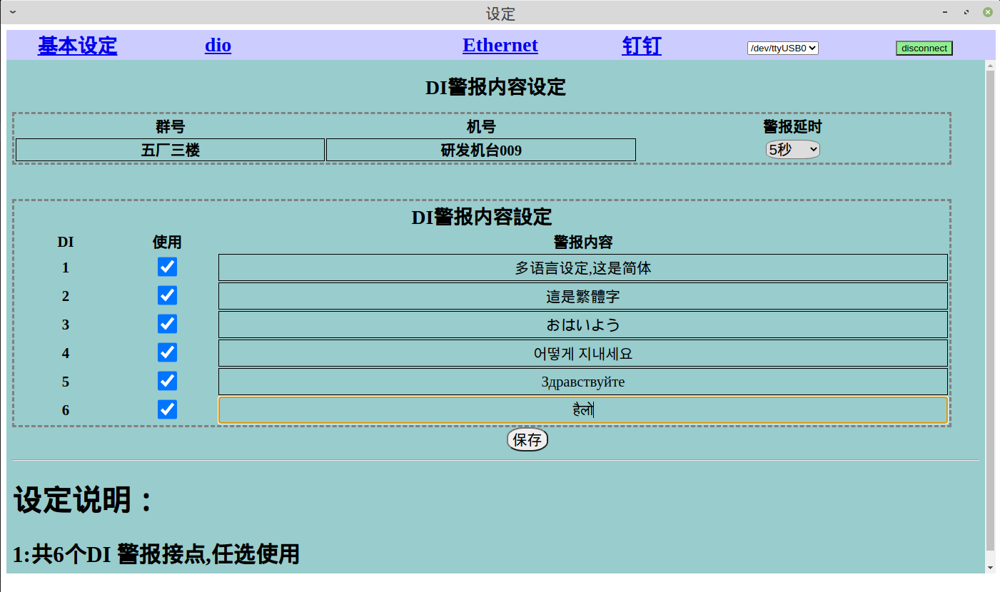 设定
基本设定 dio Ethernet 钉钉 /dev/ttyUSB0 disconnect
DI警报内容设定
群号 机号 警报延时
五厂三楼 研发机台009 5秒
DI警报内容設定
DI 使用 警报内容
1 多语言设定,这是简体
2 這是繁體字
3 おはいよう
4 어떻게 지내세요
5 Здравствуйте
6 हैलो
保存
设定说明：
1:共6个DI 警报接点,任选使用